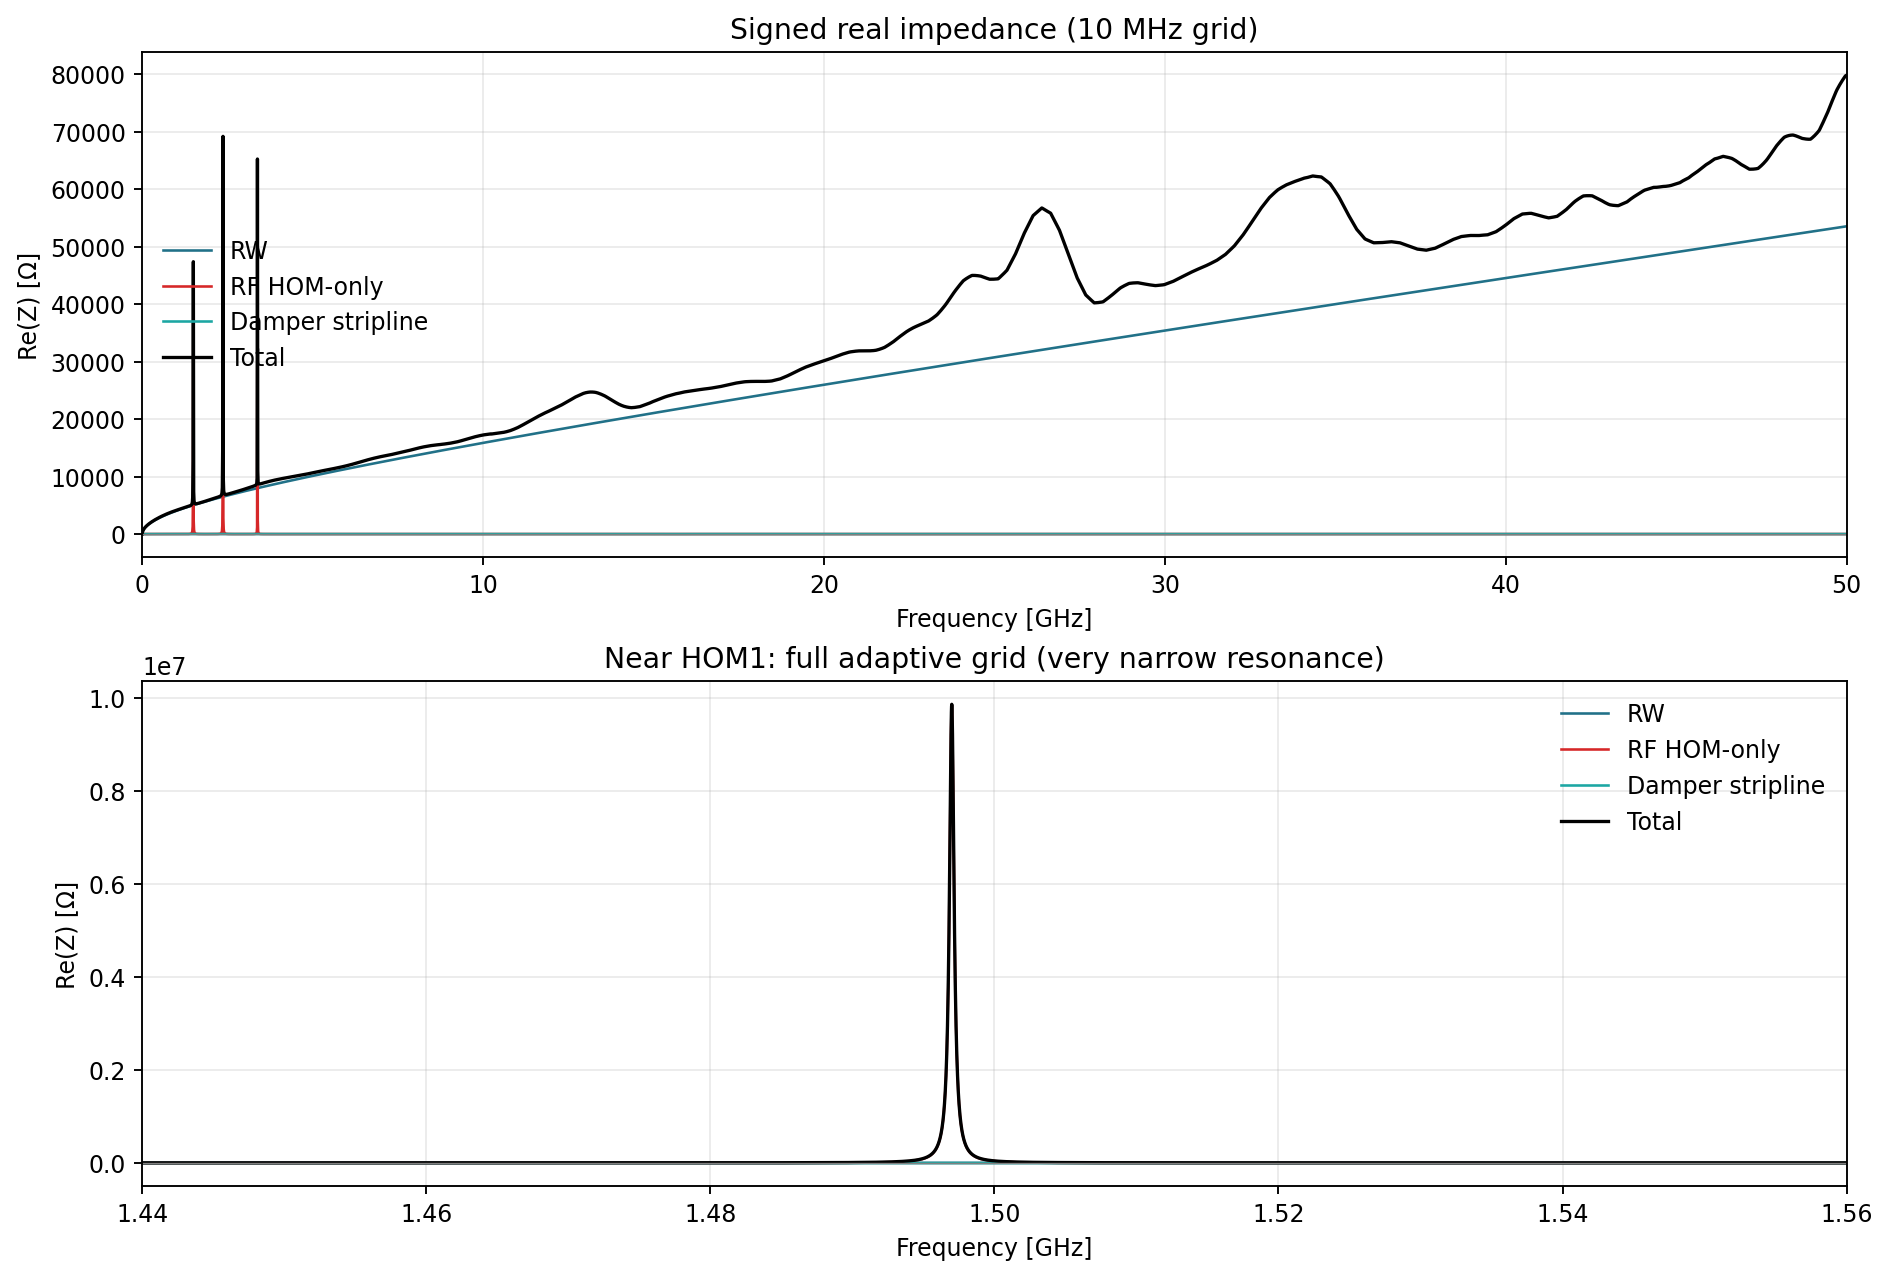 Signed real impedance (10 MHz grid)
80000
70000
60000
50000
40000
30000
20000
10000
0
Re(Z) [Ω]
RW
RF HOM-only
Damper stripline
Total
0 10 20 30 40 50
Frequency [GHz]
Near HOM1: full adaptive grid (very narrow resonance)
1e7
1.0
0.8
0.6
0.4
0.2
0.0
Re(Z) [Ω]
RW
RF HOM-only
Damper stripline
Total
1.44 1.46 1.48 1.50 1.52 1.54 1.56
Frequency [GHz]